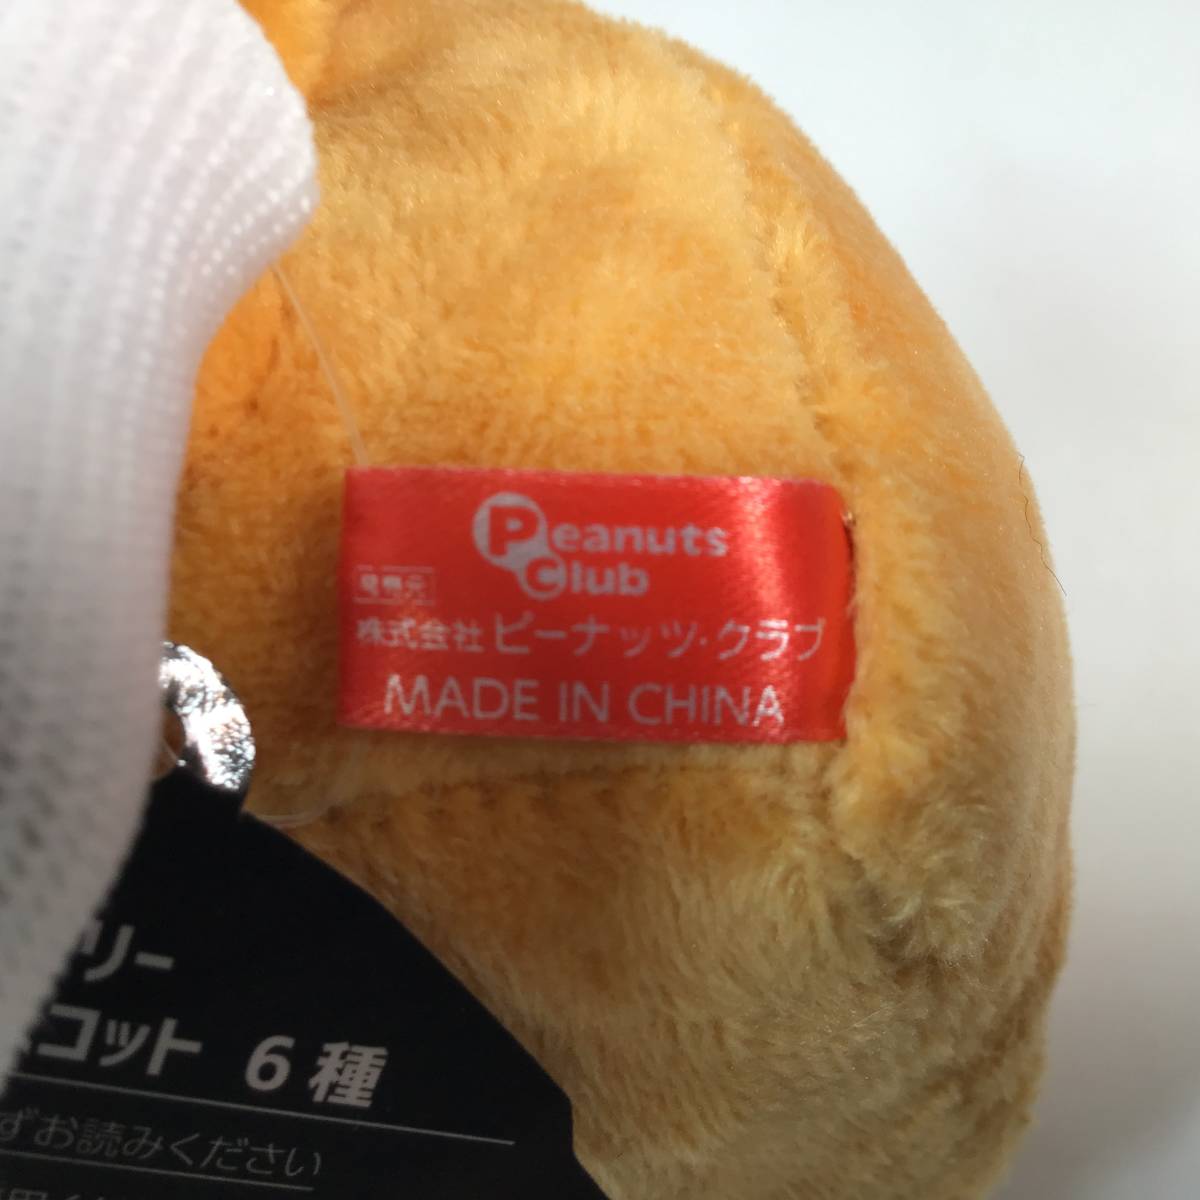 Peanuts
Club
発売元
株式会社 ピーナッツ・クラブ
MADE IN CHINA
リー
スコット 6種
ずお読みください